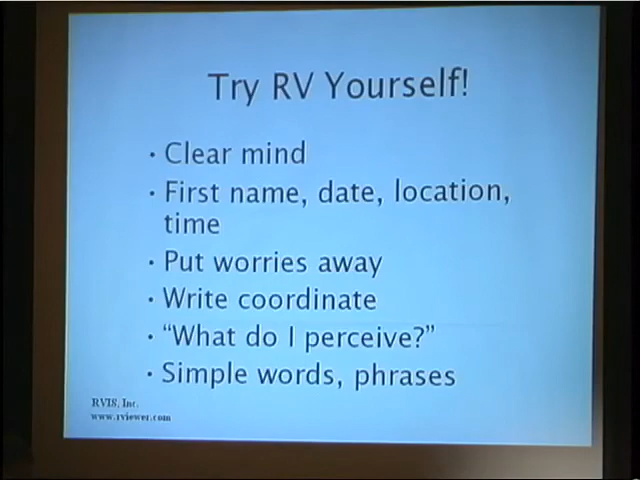 Try RV Yourself!
• Clear mind
• First name, date, location,
time
• Put worries away
• Write coordinate
• “What do I perceive?”
• Simple words, phrases
RVIS, Inc.
www.rviewer.com